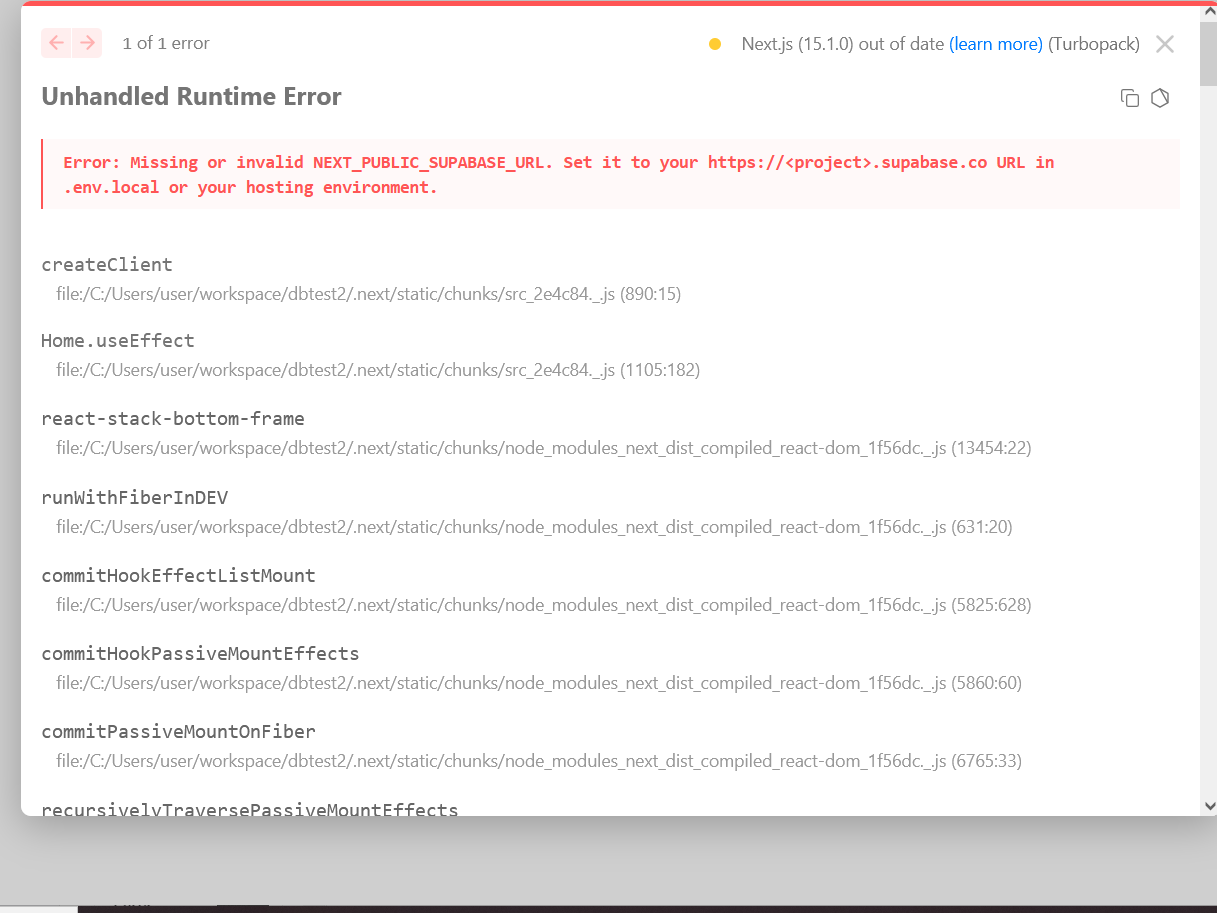 1 of 1 error
Next.js (15.1.0) out of date (learn more) (Turbopack)
Unhandled Runtime Error
Error: Missing or invalid NEXT_PUBLIC_SUPABASE_URL. Set it to your https://<project>.supabase.co URL in
.env.local or your hosting environment.
createClient
file:/C:/Users/user/workspace/dbtest2/.next/static/chunks/src_2e4c84._.js (890:15)
Home.useEffect
file:/C:/Users/user/workspace/dbtest2/.next/static/chunks/src_2e4c84._.js (1105:182)
react-stack-bottom-frame
file:/C:/Users/user/workspace/dbtest2/.next/static/chunks/node_modules_next_dist_compiled_react-dom_1f56dc._.js (13454:22)
runWithFiberInDEV
file:/C:/Users/user/workspace/dbtest2/.next/static/chunks/node_modules_next_dist_compiled_react-dom_1f56dc._.js (631:20)
commitHookEffectListMount
file:/C:/Users/user/workspace/dbtest2/.next/static/chunks/node_modules_next_dist_compiled_react-dom_1f56dc._.js (5825:628)
commitHookPassiveMountEffects
file:/C:/Users/user/workspace/dbtest2/.next/static/chunks/node_modules_next_dist_compiled_react-dom_1f56dc._.js (5860:60)
commitPassiveMountOnFiber
file:/C:/Users/user/workspace/dbtest2/.next/static/chunks/node_modules_next_dist_compiled_react-dom_1f56dc._.js (6765:33)
recursivelyTraversePassiveMountEffects